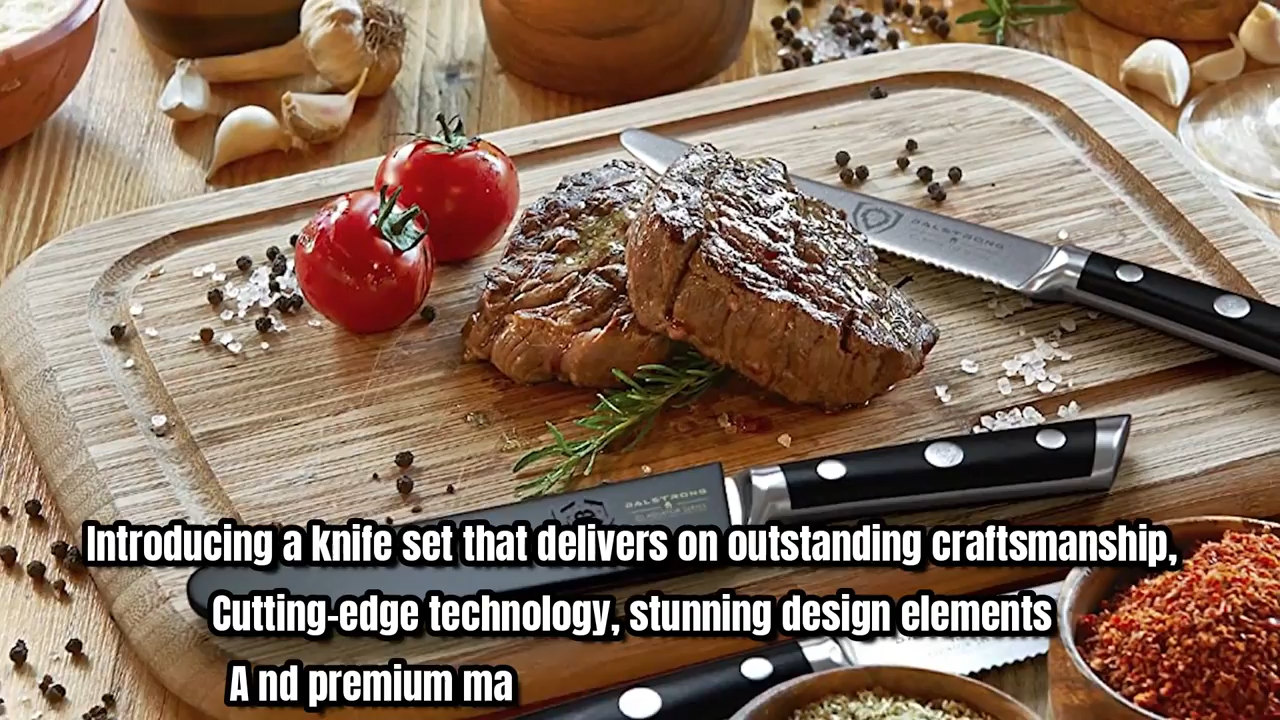 DALSTRONG
DALSTRONG
Introducing a knife set that delivers on outstanding craftsmanship,
Cutting-edge technology, stunning design elements
A nd premium ma